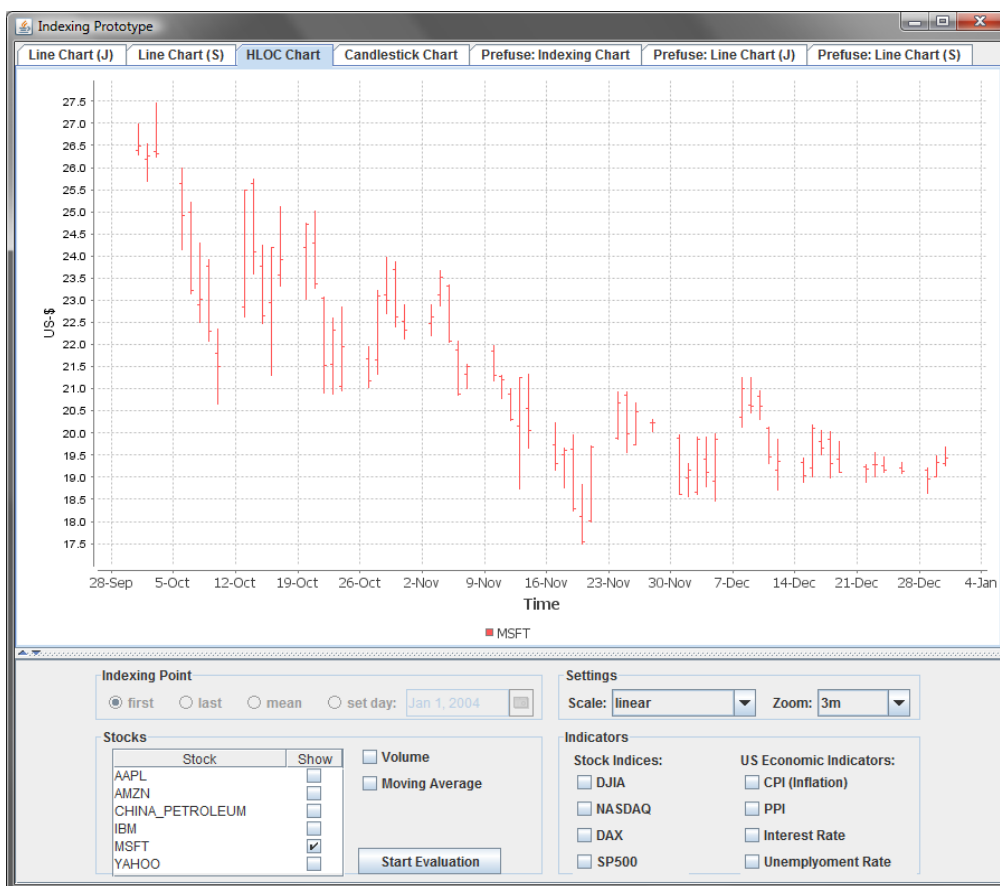 Indexing Prototype
Line Chart (J) Line Chart (S) HLOC Chart Candlestick Chart Prefuse: Indexing Chart Prefuse: Line Chart (J) Prefuse: Line Chart (S)
27.5
27.0
26.5
26.0
25.5
25.0
24.5
24.0
23.5
23.0
22.5
22.0
21.5
21.0
20.5
20.0
19.5
19.0
18.5
18.0
17.5
US-$
28-Sep 5-Oct 12-Oct 19-Oct 26-Oct 2-Nov 9-Nov 16-Nov 23-Nov 30-Nov 7-Dec 14-Dec 21-Dec 28-Dec 4-Jan
Time
MSFT
Indexing Point
first last mean set day: Jan 1, 2004
Settings
Scale: linear Zoom: 3m
Stocks
Stock Show
AAPL
AMZN
CHINA_PETROLEUM
IBM
MSFT
YAHOO
Volume
Moving Average
Start Evaluation
Indicators
Stock Indices: US Economic Indicators:
DJIA CPI (Inflation)
NASDAQ PPI
DAX Interest Rate
SP500 Unemplyoment Rate